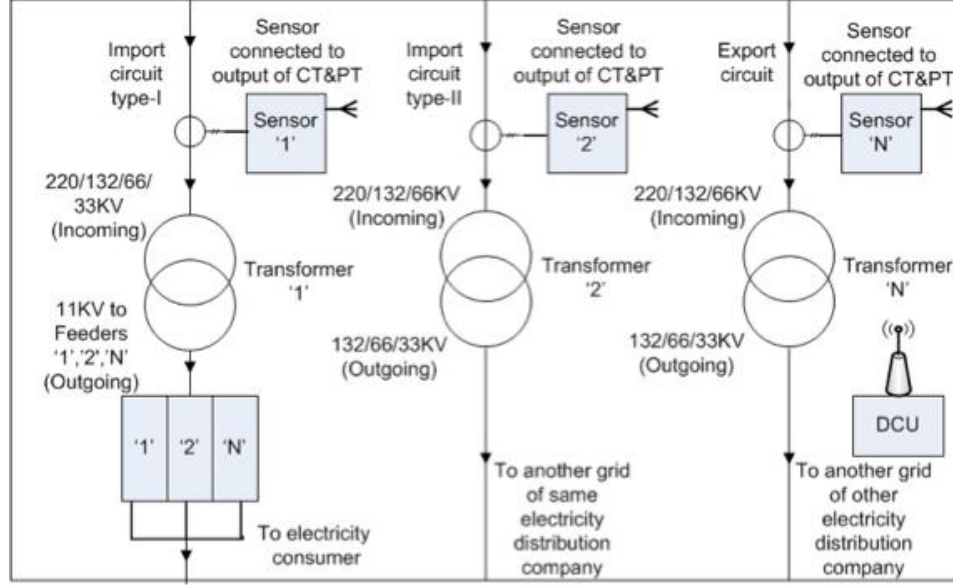 Import
circuit
type-I
Sensor
connected to
output of CT&PT
Sensor
'1'
220/132/66/
33KV
(Incoming)
Transformer
'1'
11KV to
Feeders
'1','2','N'
(Outgoing)
'1'
'2'
'N'
To electricity
consumer
Import
circuit
type-II
Sensor
connected to
output of CT&PT
Sensor
'2'
220/132/66KV
(Incoming)
Transformer
'2'
132/66/33KV
(Outgoing)
To another grid
of same
electricity
distribution
company
Export
circuit
Sensor
connected to
output of CT&PT
Sensor
'N'
220/132/66KV
(Incoming)
Transformer
'N'
132/66/33KV
(Outgoing)
DCU
To another grid
of other
electricity
distribution
company